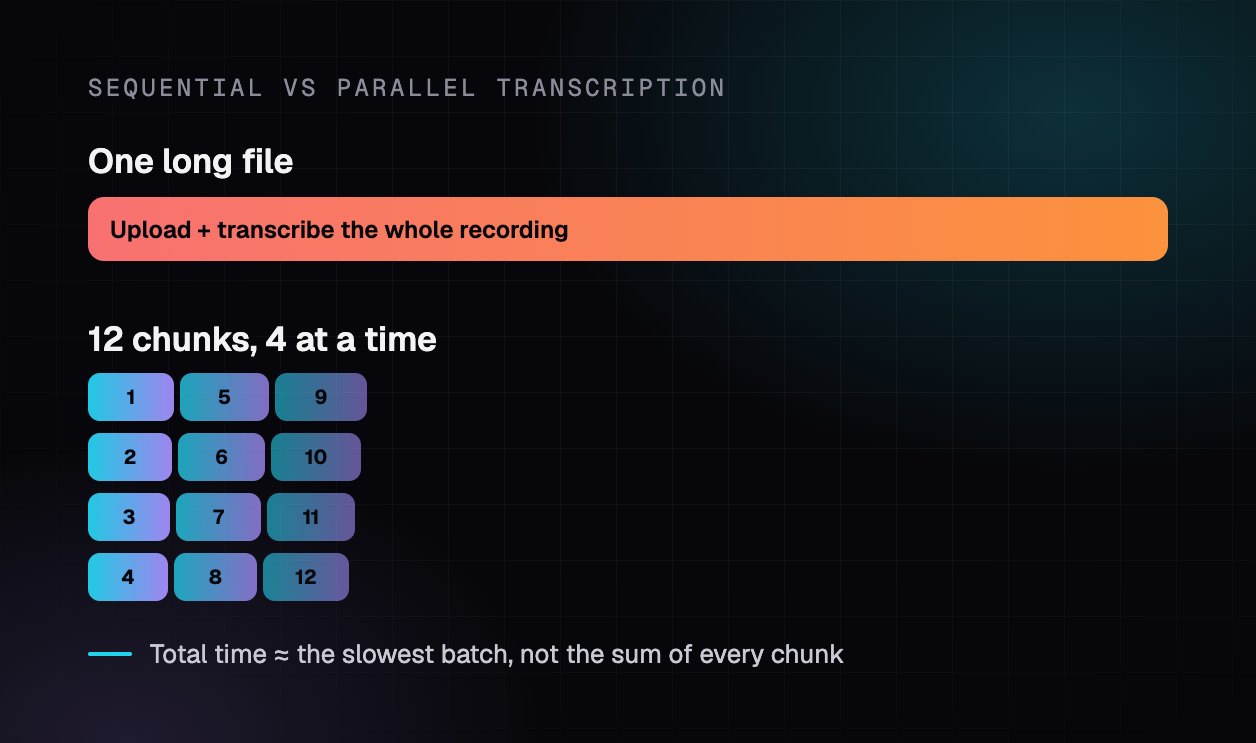 SEQUENTIAL VS PARALLEL TRANSCRIPTION
One long file
Upload + transcribe the whole recording
12 chunks, 4 at a time
1 5 9
2 6 10
3 7 11
4 8 12
Total time ≈ the slowest batch, not the sum of every chunk